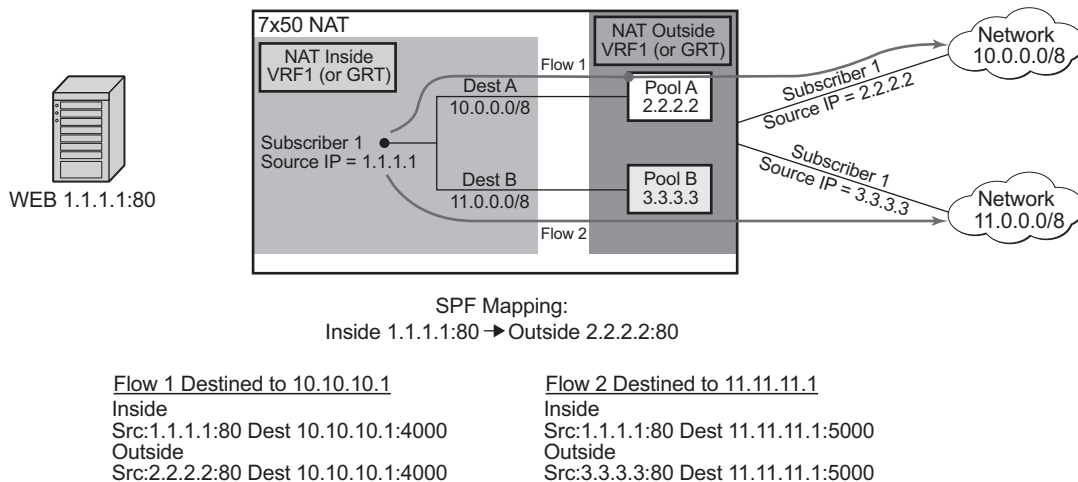 7x50 NAT
NAT Inside
VRF1 (or GRT)
NAT Outside
VRF1 (or GRT)
Flow 1
Dest A
10.0.0.0/8
Pool A
2.2.2.2
Subscriber 1
Source IP = 2.2.2.2
Network
10.0.0.0/8
Subscriber 1
Source IP = 1.1.1.1
WEB 1.1.1.1:80
Dest B
11.0.0.0/8
Pool B
3.3.3.3
Flow 2
Subscriber 1
Source IP = 3.3.3.3
Network
11.0.0.0/8
SPF Mapping:
Inside 1.1.1.1:80 → Outside 2.2.2.2:80
Flow 1 Destined to 10.10.10.1
Inside
Src:1.1.1.1:80 Dest 10.10.10.1:4000
Outside
Src:2.2.2.2:80 Dest 10.10.10.1:4000
Flow 2 Destined to 11.11.11.1
Inside
Src:1.1.1.1:80 Dest 11.11.11.1:5000
Outside
Src:3.3.3.3:80 Dest 11.11.11.1:5000